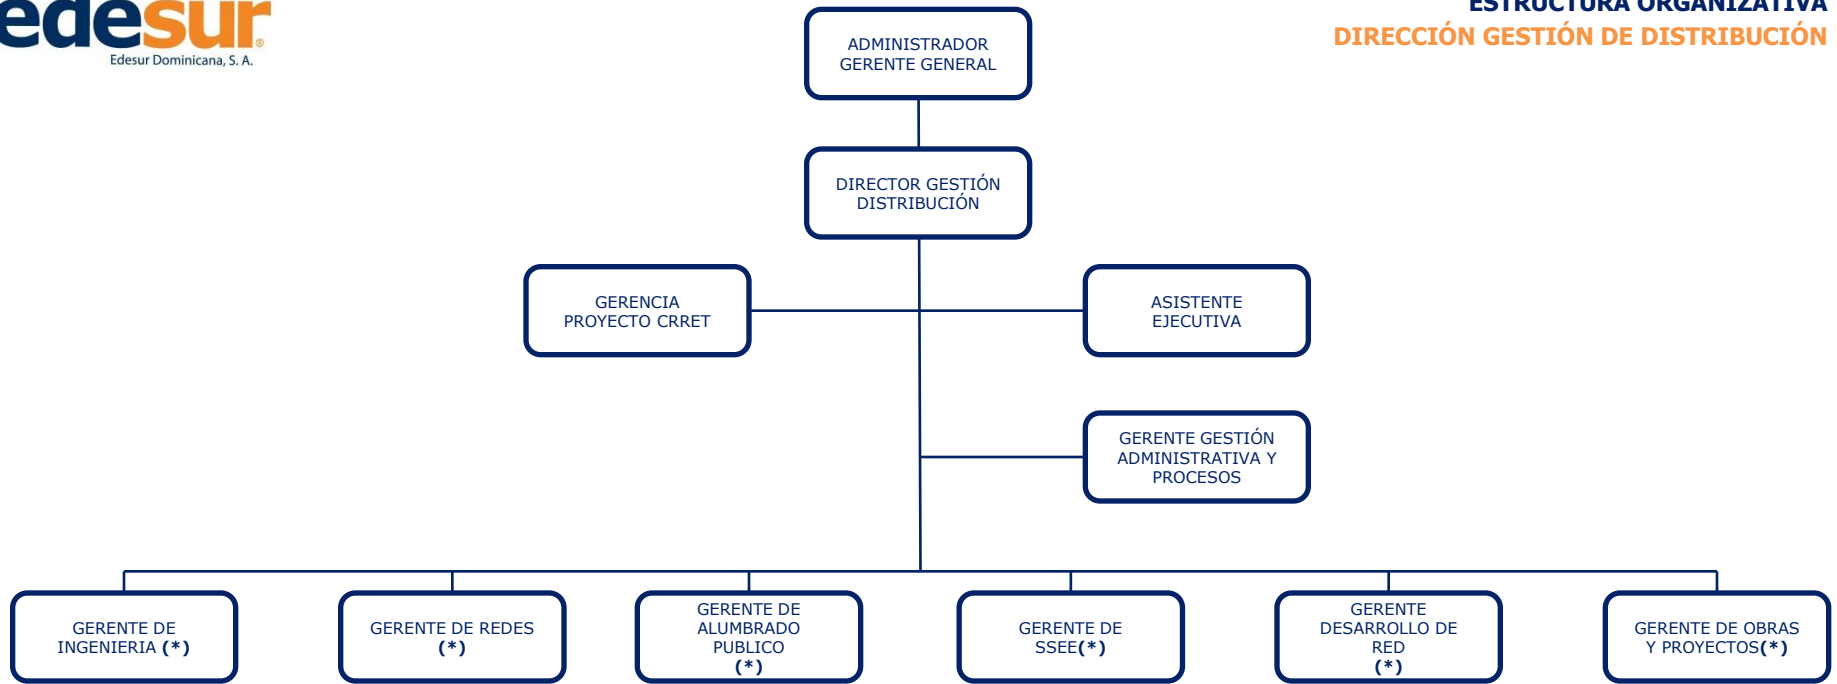 edesur
Edesur Dominicana, S. A.
ESTRUCTURA ORGANIZATIVA
DIRECCIÓN GESTIÓN DE DISTRIBUCIÓN
ADMINISTRADOR
GERENTE GENERAL
DIRECTOR GESTIÓN
DISTRIBUCIÓN
GERENCIA
PROYECTO CRRET
ASISTENTE
EJECUTIVA
GERENTE GESTIÓN
ADMINISTRATIVA Y
PROCESOS
GERENTE DE
INGENIERIA (*)
GERENTE DE REDES
(*)
GERENTE DE
ALUMBRADO
PUBLICO
(*)
GERENTE DE
SSEE(*)
GERENTE
DESARROLLO DE
RED
(*)
GERENTE DE OBRAS
Y PROYECTOS(*)